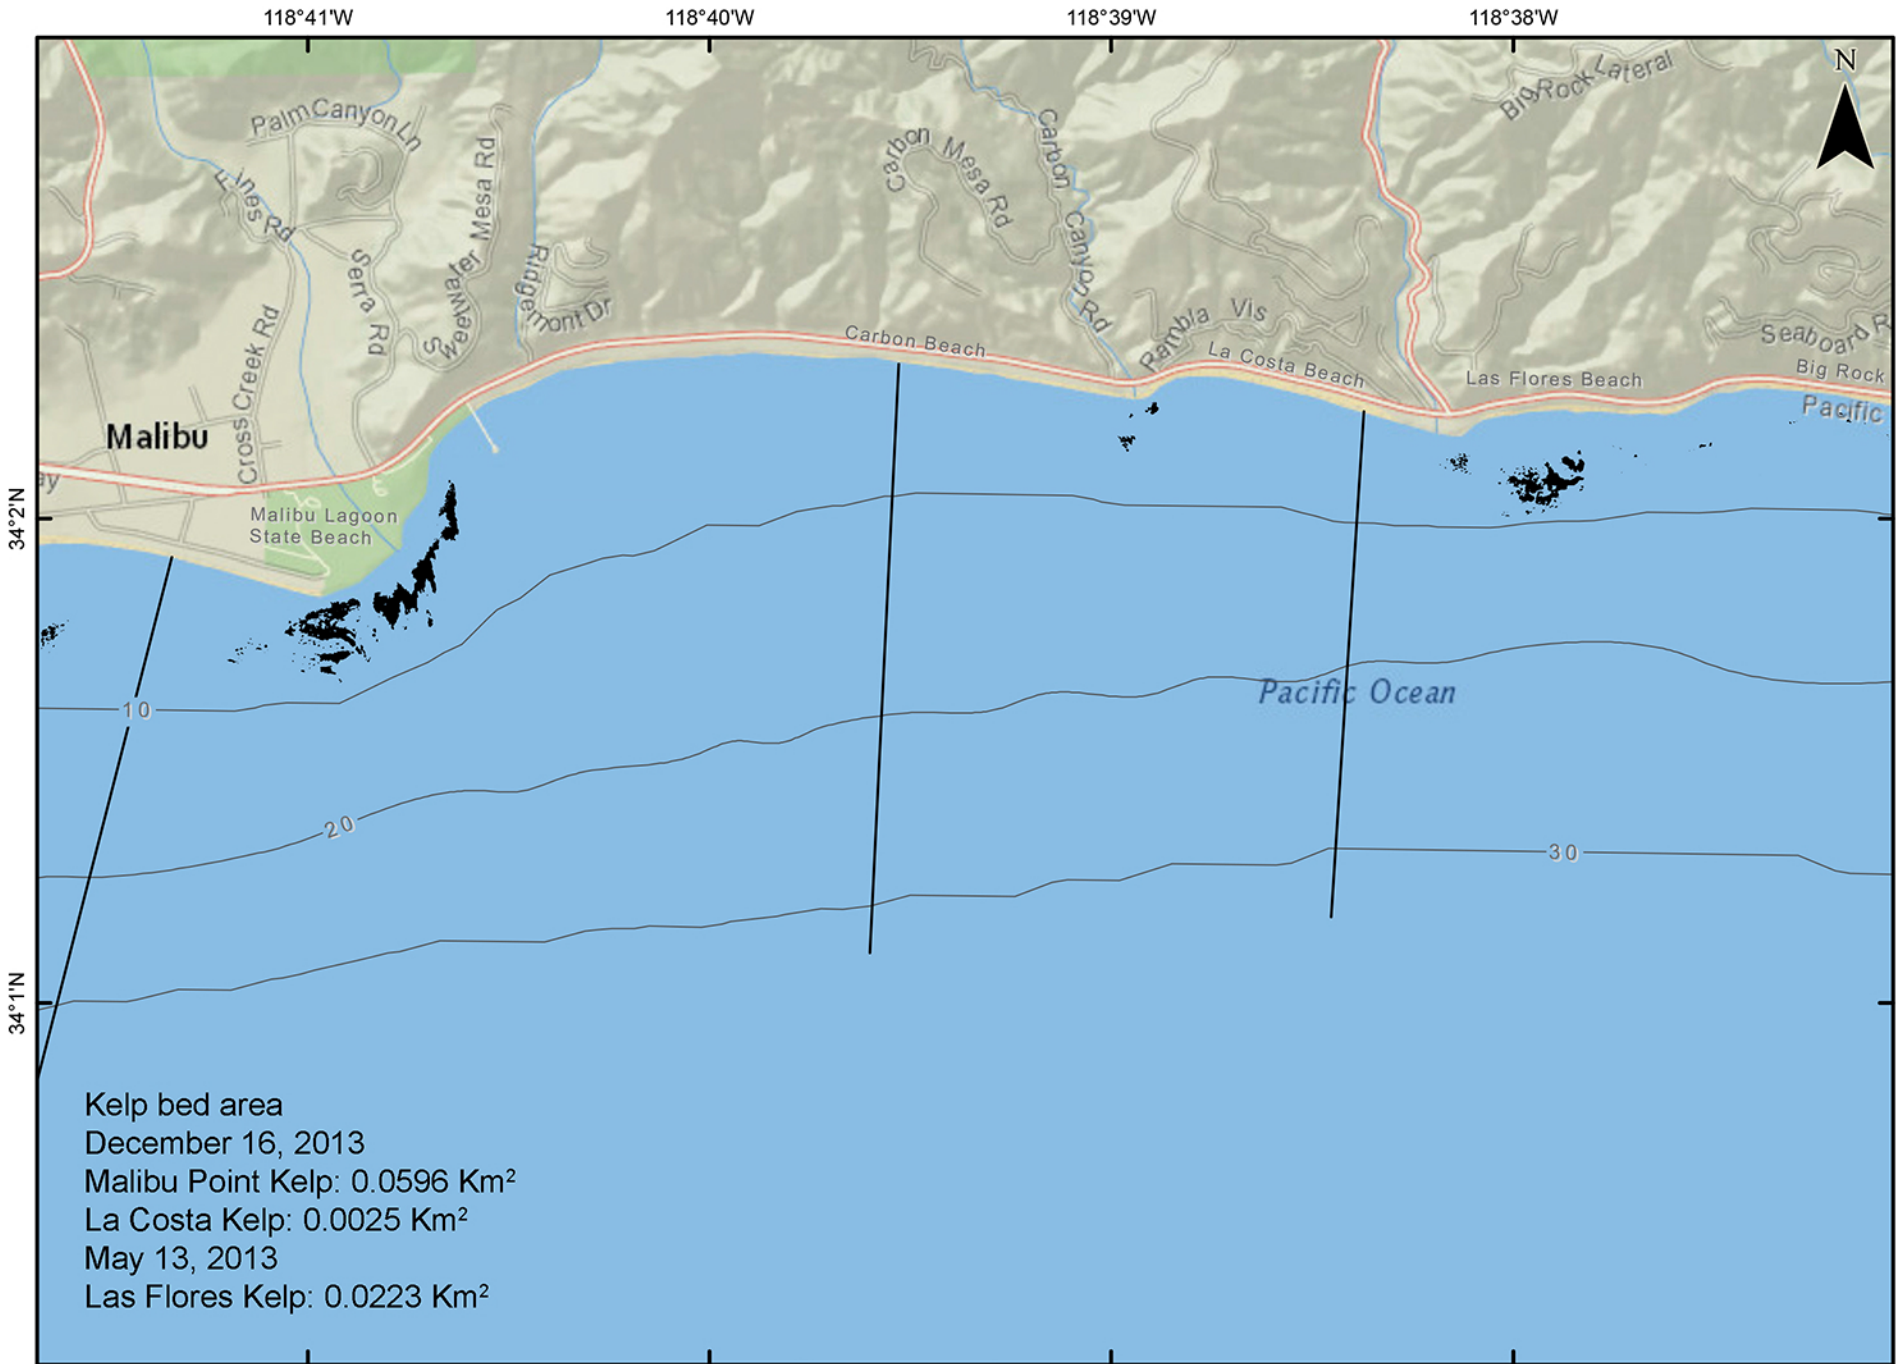 118°41'W
118°40'W
118°39'W
118°38'W
N
Big Rock Lateral
Palm Canyon Ln
Carbon Mesa Rd
Carbon Canyon Rd
Sweetwater Mesa Rd
Serra Rd
Ridgemont Dr
Cross Creek Rd
Rambla Vis
Carbon Beach
La Costa Beach
Las Flores Beach
Seaboard R
Big Rock
Pacific
Malibu
ay
Malibu Lagoon
State Beach
34°2'N
Pacific Ocean
10
20
30
34°1'N
Kelp bed area
December 16, 2013
Malibu Point Kelp: 0.0596 Km²
La Costa Kelp: 0.0025 Km²
May 13, 2013
Las Flores Kelp: 0.0223 Km²